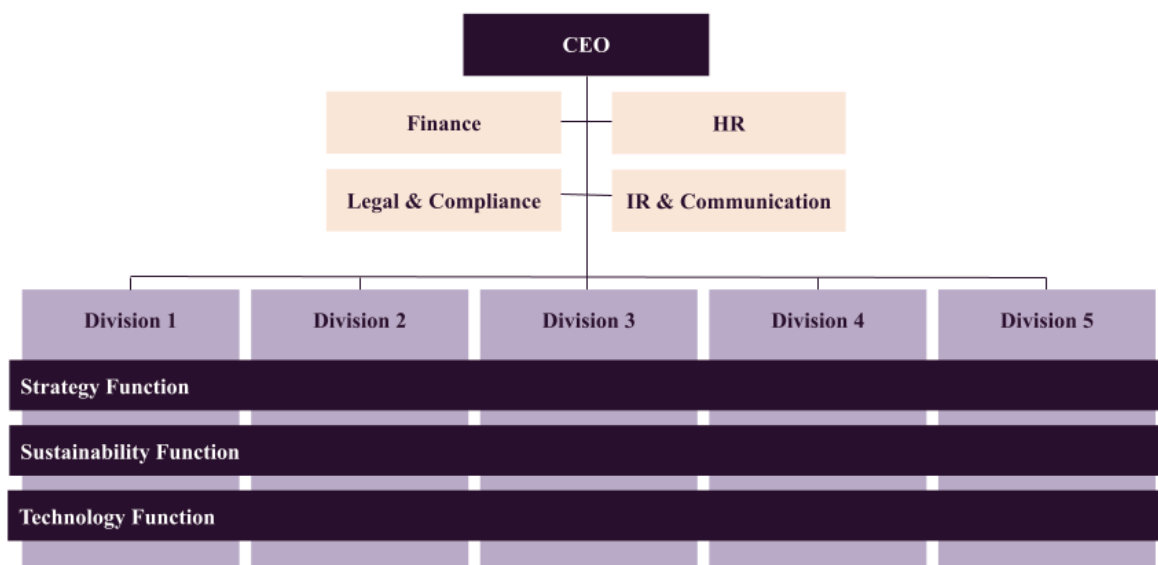 CEO
Finance
HR
Legal & Compliance
IR & Communication
Division 1
Division 2
Division 3
Division 4
Division 5
Strategy Function
Sustainability Function
Technology Function